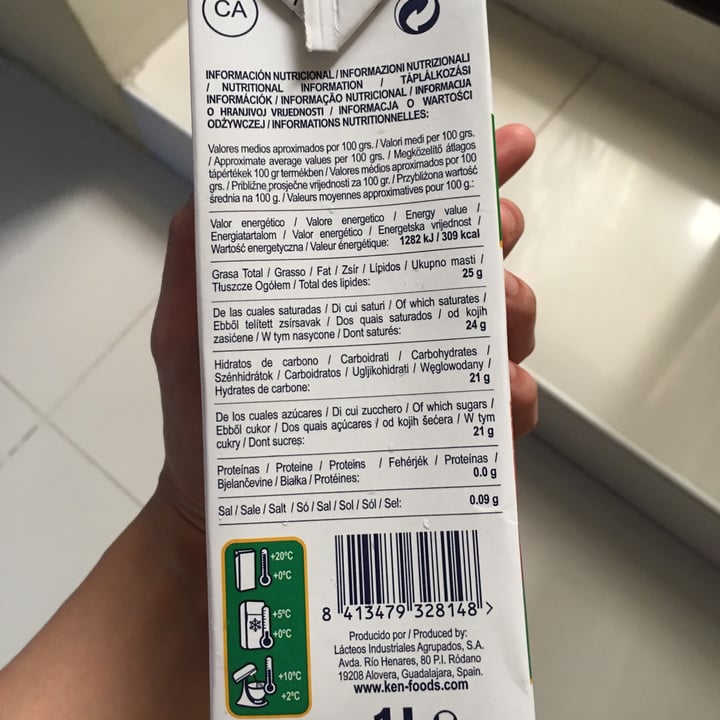 CA
INFORMACIÓN NUTRICIONAL / INFORMAZIONI NUTRIZIONALI
/ NUTRITIONAL INFORMATION / TÁPLÁLKOZÁSI
INFORMÁCIÓK / INFORMAÇÃO NUTRICIONAL / INFORMACIJA
O HRANJIVOJ VRIJEDNOSTI / INFORMACJA O WARTOŚCI
ODŻYWCZEJ / INFORMATIONS NUTRITIONNELLES:
Valores medios aproximados por 100 grs. / Valori medi per 100 grs.
/ Approximate average values per 100 grs. / Megközelítő átlagos
tápértékek 100 gr termékben / Valores médios aproximados por 100
grs. / Približne prosječne vrijednosti za 100 gr. / Przybliżona wartość
średnia na 100 g. / Valeurs moyennes approximatives pour 100 g.:
Valor energético / Valore energetico / Energy value /
Energiatartalom / Valor energético / Energetska vrijednost /
Wartość energetyczna / Valeur énergétique: 1282 kJ / 309 kcal
Grasa Total / Grasso / Fat / Zsír / Lípidos / Ukupno masti /
Tłuszcze Ogółem / Total des lipides: 25 g
De las cuales saturadas / Di cui saturi / Of which saturates /
Ebből telített zsírsavak / Dos quais saturados / od kojih
zasićene / W tym nasycone / Dont saturés: 24 g
Hidratos de carbono / Carboidrati / Carbohydrates /
Szénhidrátok / Carboidratos / Ugljikohidrati / Węglowodany /
Hydrates de carbone: 21 g
De los cuales azúcares / Di cui zucchero / Of which sugars /
Ebből cukor / Dos quais açúcares / od kojih šećera / W tym
cukry / Dont sucres: 21 g
Proteínas / Proteine / Proteins / Fehérjék / Proteínas /
Bjelančevine / Białka / Protéines: 0.0 g
Sal / Sale / Salt / Só / Sal / Sol / Sól / Sel: 0.09 g
+20ºC
+0ºC
+5ºC
+0ºC
+10ºC
+2ºC
8 413479 328148 >
Producido por / Produced by:
Lácteos Industriales Agrupados, S.A.
Avda. Río Henares, 80 P.I. Ródano
19208 Alovera, Guadalajara, Spain.
www.ken-foods.com
1L e